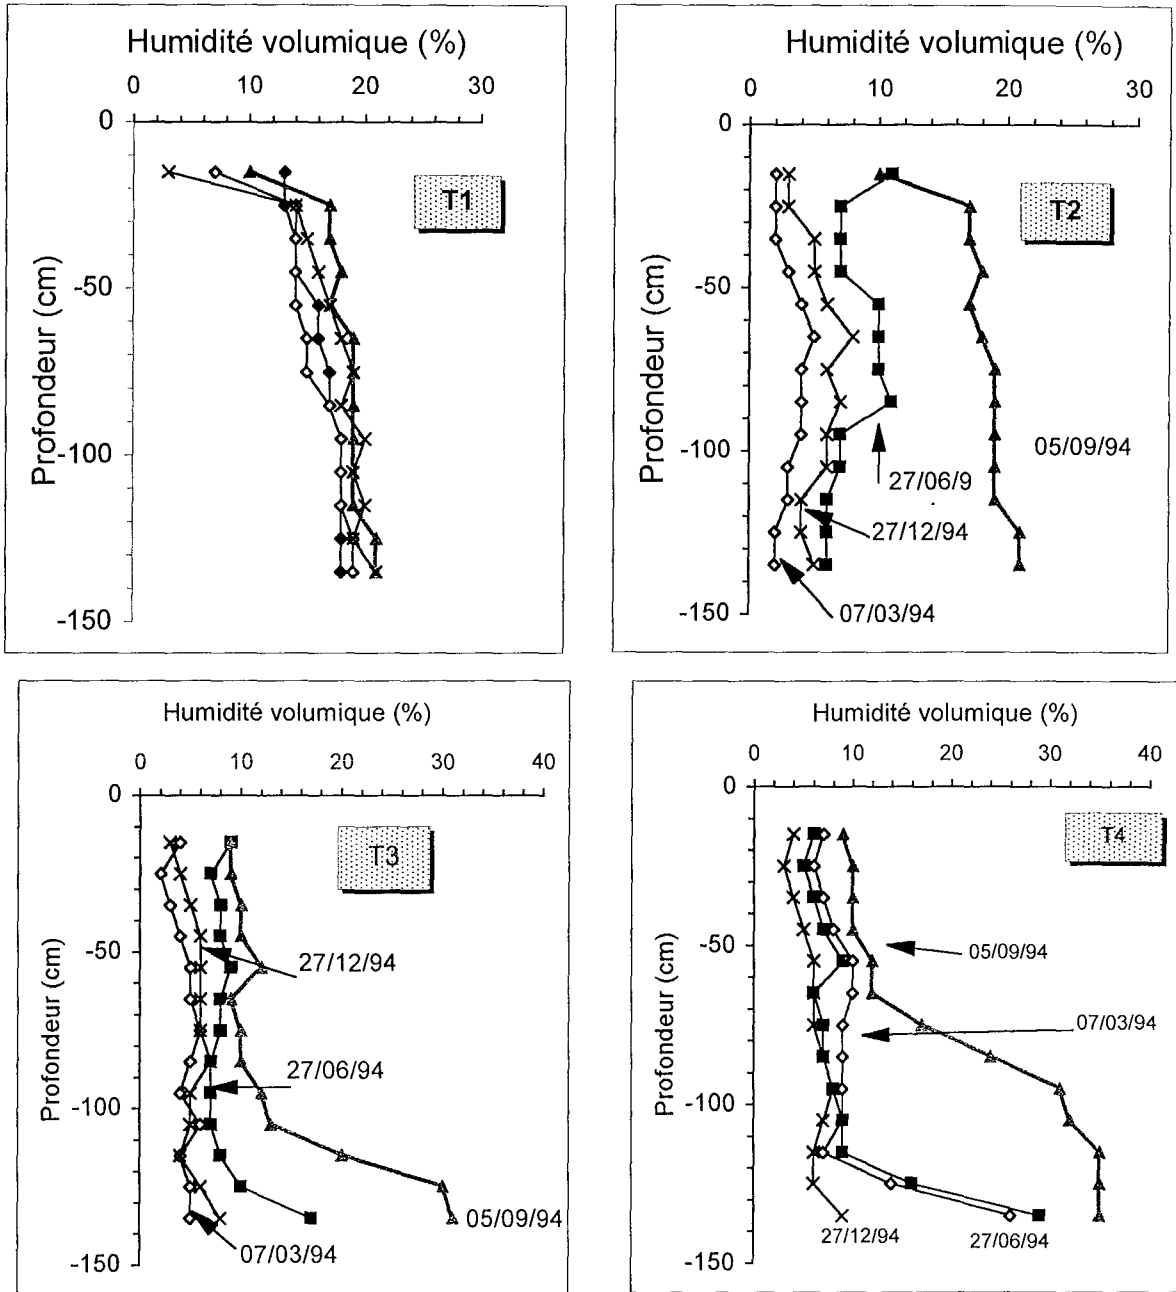 Humidité volumique (%)
0 10 20 30
0
-50
-100
-150
Profondeur (cm)
T1
Humidité volumique (%)
0 10 20 30
0
-50
-100
-150
Profondeur (cm)
T2
05/09/94
27/06/9
27/12/94
07/03/94
Humidité volumique (%)
0 10 20 30 40
0
-50
-100
-150
Profondeur (cm)
T3
27/12/94
27/06/94
05/09/94
07/03/94
Humidité volumique (%)
0 10 20 30 40
0
-50
-100
-150
Profondeur (cm)
T4
05/09/94
07/03/94
27/12/94
27/06/94